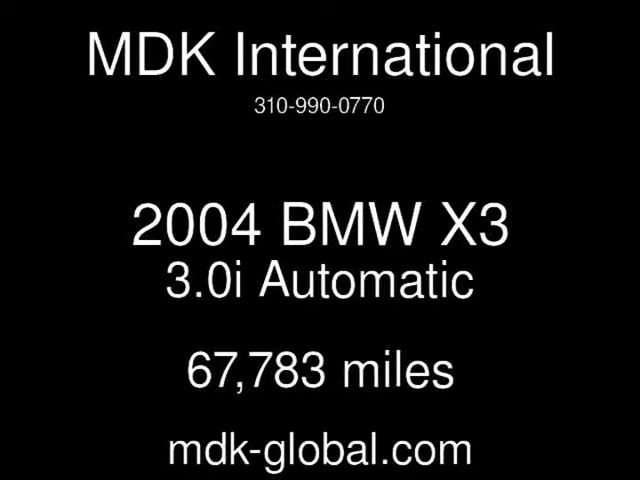 MDK International
310-990-0770
2004 BMW X3
3.0i Automatic
67,783 miles
mdk-global.com